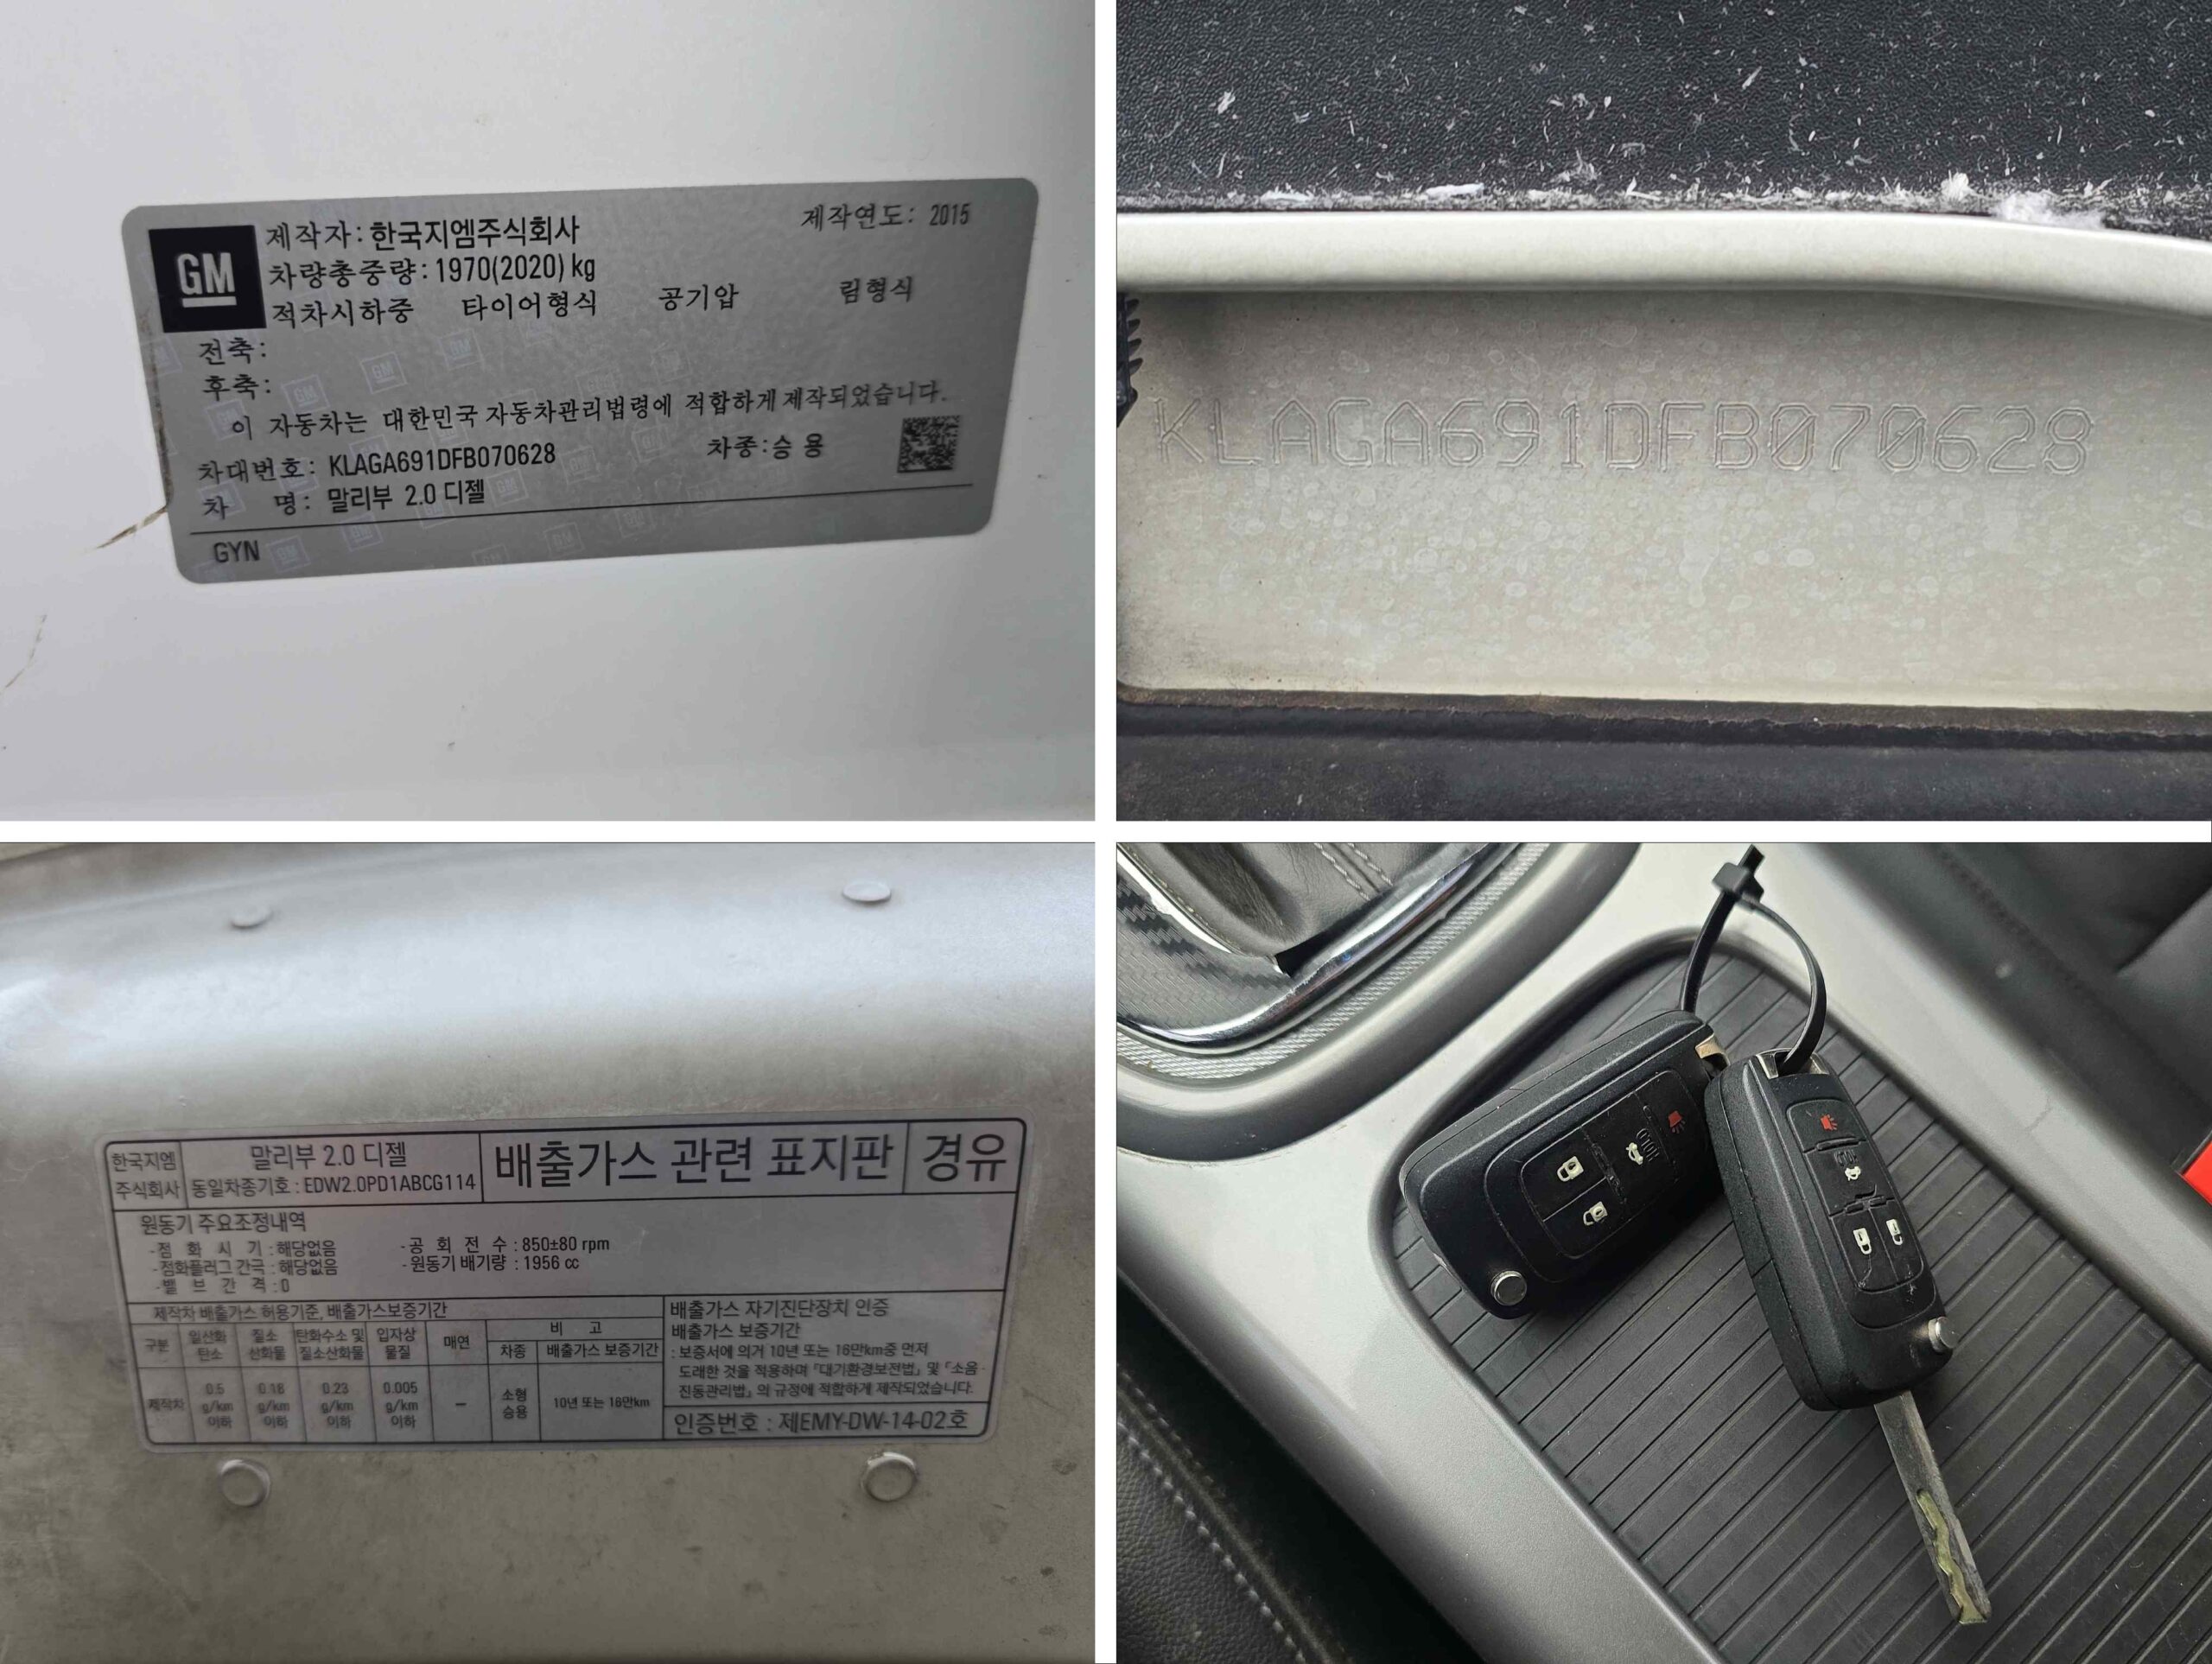 GM
제작자: 한국지엠주식회사 제작연도: 2015
차량총중량: 1970(2020) kg
적차시하중 타이어형식 공기압 림형식
전축:
후축:
이 자동차는 대한민국 자동차관리법령에 적합하게 제작되었습니다.
차대번호: KLAGA691DFB070628 차종: 승 용
차 명: 말리부 2.0 디젤
GYN
KLAGA691DFB070628
한국지엠 주식회사
말리부 2.0 디젤
동일차종기호 : EDW2.0PD1ABCG114
배출가스 관련 표지판
경유
원동기 주요조정내역
- 점 화 시 기 : 해당없음
- 점화플러그 간극 : 해당없음
- 밸 브 간 격 : 0
- 공 회 전 수 : 850±80 rpm
- 원동기 배기량 : 1956 cc
제작차 배출가스 허용기준, 배출가스보증기간
구분 일산화탄소 질소산화물 탄화수소 및 질소산화물 입자상물질 매연 비 고
차종 배출가스 보증기간
제작차 0.5 g/km 이하 0.18 g/km 이하 0.23 g/km 이하 0.005 g/km 이하 – 소형승용 10년 또는 16만km
배출가스 자기진단장치 인증
배출가스 보증기간
: 보증서에 의거 10년 또는 16만km중 먼저
도래한 것을 적용하며 「대기환경보전법」 및 「소음·
진동관리법」의 규정에 적합하게 제작되었습니다.
인증번호 : 제EMY-DW-14-02호